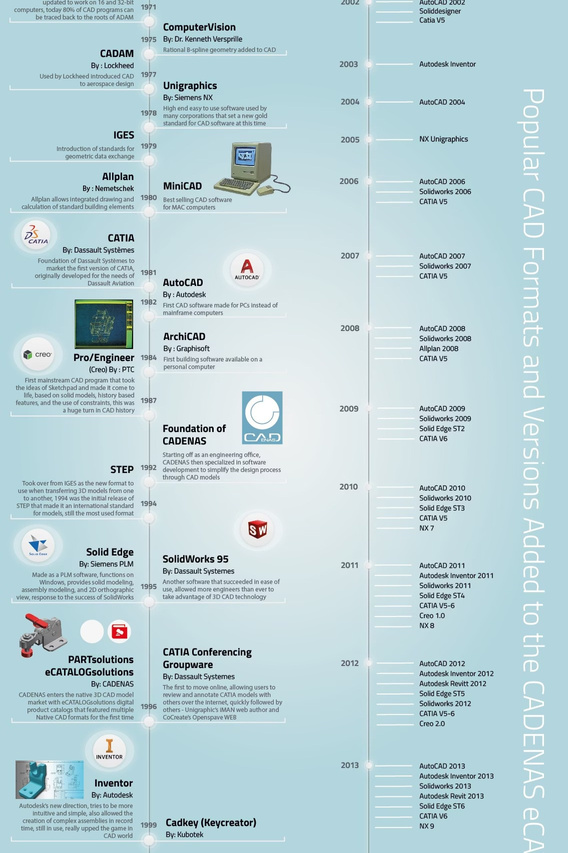 updated to work on 16 and 32-bit
computers, today 80% of CAD programs can
be traced back to the roots of ADAM
1971
ComputerVision
By: Dr. Kenneth Versprille
Rational B-spline geometry added to CAD
1975
CADAM
By : Lockheed
Used by Lockheed introduced CAD
to aerospace design
1977
Unigraphics
By: Siemens NX
High end easy to use software used by
many corporations that set a new gold
standard for CAD software at this time
1978
IGES
Introduction of standards for
geometric data exchange
1979
Allplan
By : Nemetschek
Allplan allows integrated drawing and
calculation of standard building elements
1980
MiniCAD
Best selling CAD software
for MAC computers
CATIA
CATIA
By: Dassault Systèmes
Foundation of Dassault Systèmes to
market the first version of CATIA,
originally developed for the needs of
Dassault Aviation
1981
AUTOCAD
AutoCAD
By : Autodesk
First CAD software made for PCs instead of
mainframe computers
1982
creo
Pro/Engineer
(Creo) By : PTC
First mainstream CAD program that took
the ideas of Sketchpad and made it come to
life, based on solid models, history based
features, and the use of constraints, this was
a huge turn in CAD history
1984
ArchiCAD
By : Graphisoft
First building software available on a
personal computer
1987
CAD
Foundation of
CADENAS
Starting off as an engineering office,
CADENAS then specialized in software
development to simplify the design process
through CAD models
1992
STEP
Took over from IGES as the new format to
use when transferring 3D models from one
to another, 1994 was the initial release of
STEP that made it an International standard
for models, still the most used format
1994
SOLID EDGE
Solid Edge
By: Siemens PLM
Made as a PLM software, functions on
Windows, provides solid modeling,
assembly modeling, and 2D orthographic
view, response to the success of SolidWorks
1995
SW
SolidWorks 95
By: Dassault Systemes
Another software that succeeded in ease of
use, allowed more engineers than ever to
take advantage of 3D CAD technology
PARTsolutions
eCATALOGsolutions
By: CADENAS
CADENAS enters the native 3D CAD model
market with eCATALOGsolutions digital
product catalogs that featured multiple
Native CAD formats for the first time
1996
CATIA Conferencing
Groupware
By: Dassault Systemes
The first to move online, allowing users to
review and annotate CATIA models with
others over the internet, quickly followed by
others - Unigraphic's iMAN web author and
CoCreate's Openspave WEB
I
INVENTOR
Inventor
By: Autodesk
Autodesk's new direction, tries to be more
intuitive and simple, also allowed the
creation of complex assemblies in record
time, still in use, really upped the game in
CAD world
1999
Cadkey (Keycreator)
By: Kubotek
2002
AutoCAD 2002
Soliddesigner
Catia V5
2003
Autodesk Inventor
2004
AutoCAD 2004
2005
NX Unigraphics
2006
AutoCAD 2006
Solidworks 2006
CATIA V5
2007
AutoCAD 2007
Solidworks 2007
CATIA V5
2008
AutoCAD 2008
Solidworks 2008
Allplan 2008
CATIA V5
2009
AutoCAD 2009
Solidworks 2009
Solid Edge ST2
CATIA V6
2010
AutoCAD 2010
Solidworks 2010
Solid Edge ST3
CATIA V5
NX 7
2011
AutoCAD 2011
Autodesk Inventor 2011
Solidworks 2011
Solid Edge ST4
CATIA V5-6
Creo 1.0
NX 8
2012
AutoCAD 2012
Autodesk Inventor 2012
Autodesk Revitt 2012
Solid Edge ST5
Solidworks 2012
CATIA V5-6
Creo 2.0
2013
AutoCAD 2013
Autodesk Inventor 2013
Solidworks 2013
Autodesk Revit 2013
Solid Edge ST6
CATIA V6
NX 9
Popular CAD Formats and Versions Added to the CADENAS eCA